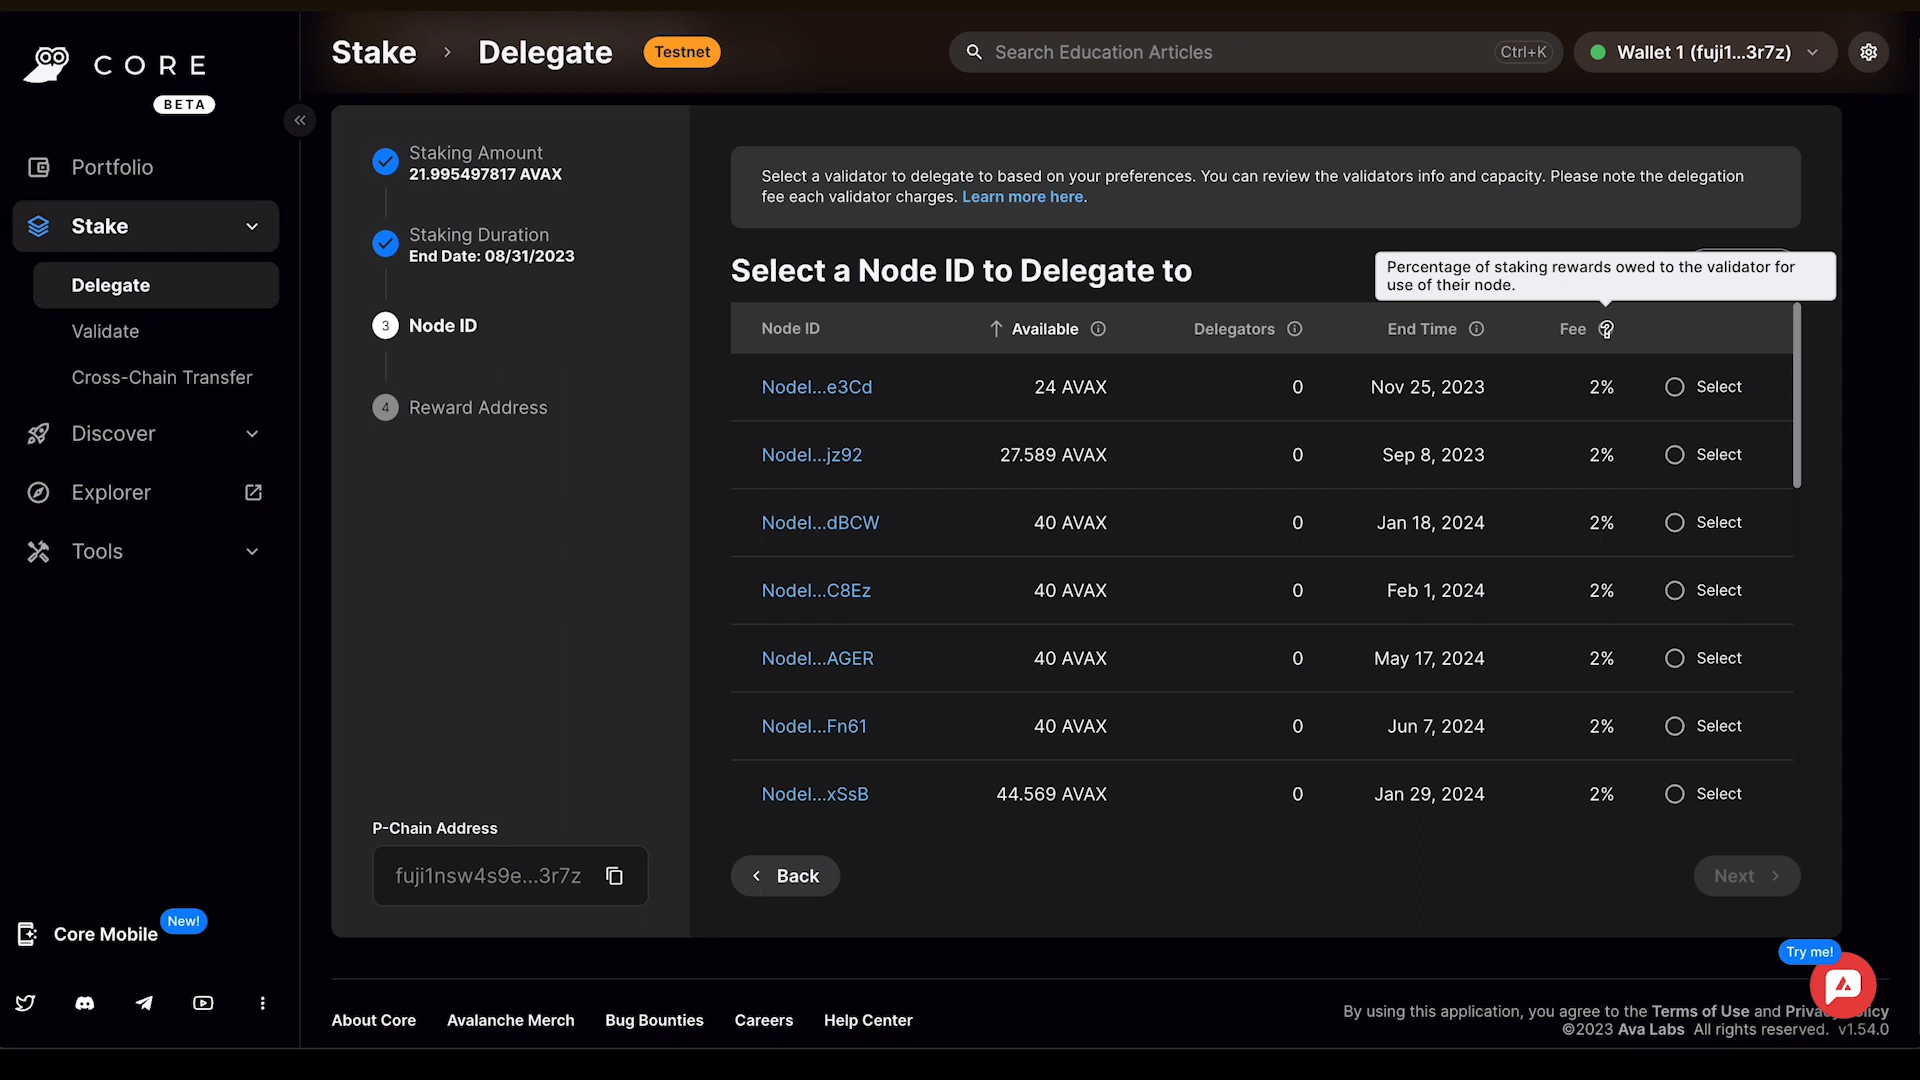 CORE
BETA
Portfolio
Stake
Delegate
Validate
Cross-Chain Transfer
Discover
Explorer
Tools
Core Mobile
New!
Stake > Delegate Testnet
Search Education Articles Ctrl+K
Wallet 1 (fuji1...3r7z)
Staking Amount
21.995497817 AVAX
Staking Duration
End Date: 08/31/2023
3 Node ID
4 Reward Address
P-Chain Address
fuji1nsw4s9e...3r7z
Select a validator to delegate to based on your preferences. You can review the validators info and capacity. Please note the delegation
fee each validator charges. Learn more here.
Select a Node ID to Delegate to
Percentage of staking rewards owed to the validator for
use of their node.
Node ID Available Delegators End Time Fee
NodeI...e3Cd 24 AVAX 0 Nov 25, 2023 2% Select
NodeI...jz92 27.589 AVAX 0 Sep 8, 2023 2% Select
NodeI...dBCW 40 AVAX 0 Jan 18, 2024 2% Select
NodeI...C8Ez 40 AVAX 0 Feb 1, 2024 2% Select
NodeI...AGER 40 AVAX 0 May 17, 2024 2% Select
NodeI...Fn61 40 AVAX 0 Jun 7, 2024 2% Select
NodeI...xSsB 44.569 AVAX 0 Jan 29, 2024 2% Select
Back
Next
Try me!
About Core Avalanche Merch Bug Bounties Careers Help Center
By using this application, you agree to the Terms of Use and
©2023 Ava Labs All rights reserved. v1.54.0